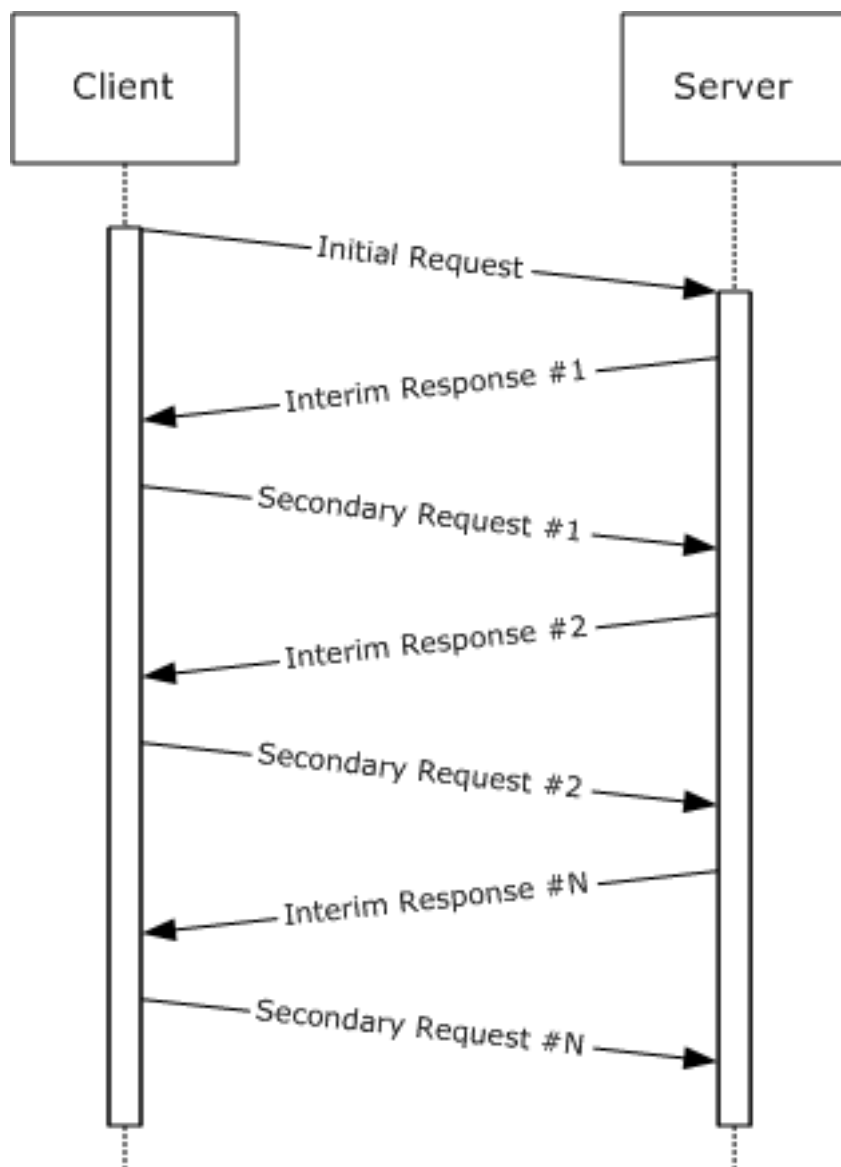 Client
Server
Initial Request
Interim Response #1
Secondary Request #1
Interim Response #2
Secondary Request #2
Interim Response #N
Secondary Request #N